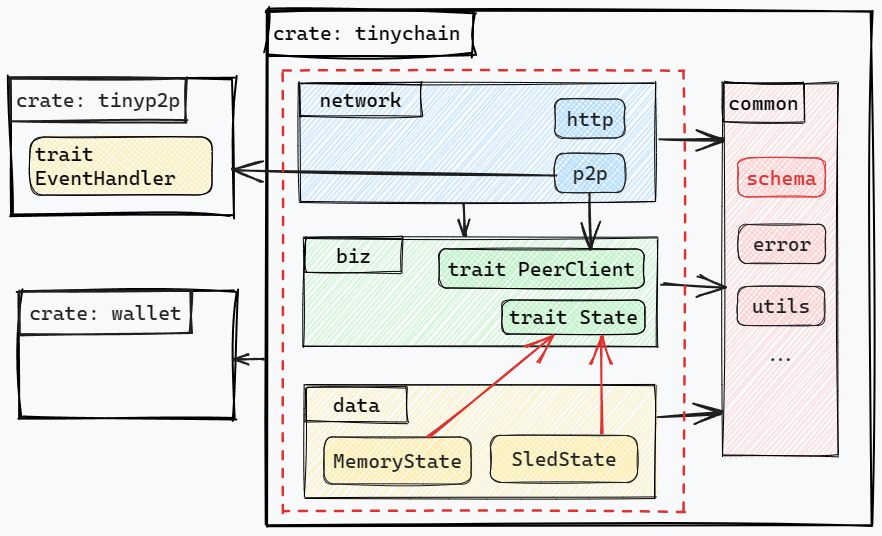 crate: tinychain
crate: tinyp2p
trait
EventHandler
crate: wallet
network
http
p2p
biz
trait PeerClient
trait State
data
MemoryState
SledState
common
schema
error
utils
...